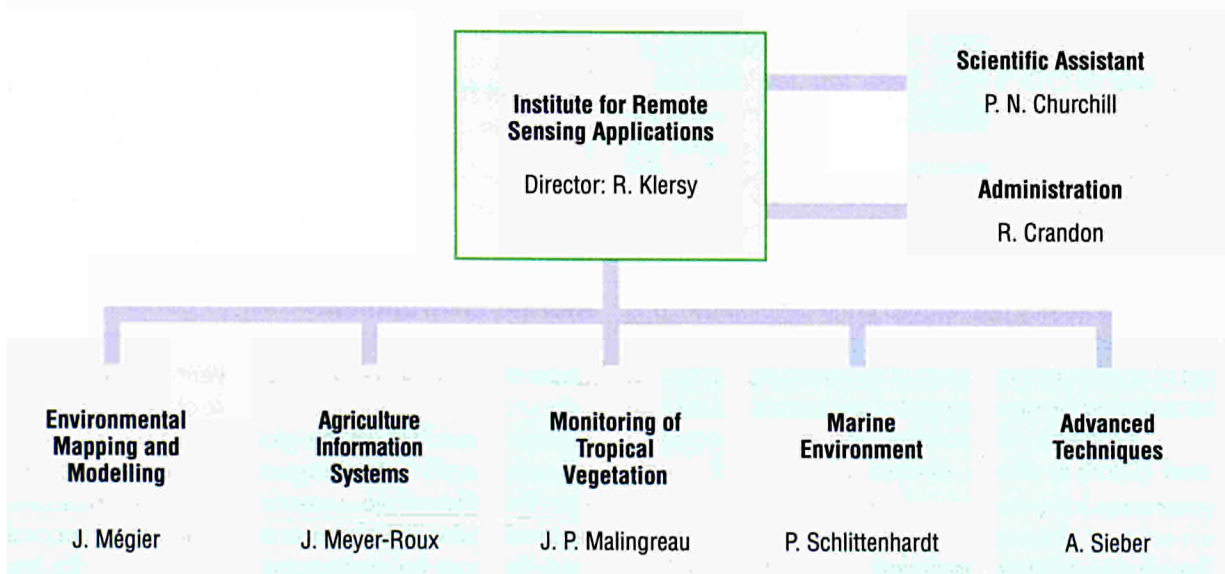 Institute for Remote
Sensing Applications
Director: R. Klersy
Scientific Assistant
P. N. Churchill
Administration
R. Crandon
Environmental
Mapping and
Modelling
J. Mégier
Agriculture
Information
Systems
J. Meyer-Roux
Monitoring of
Tropical
Vegetation
J. P. Malingreau
Marine
Environment
P. Schlittenhardt
Advanced
Techniques
A. Sieber